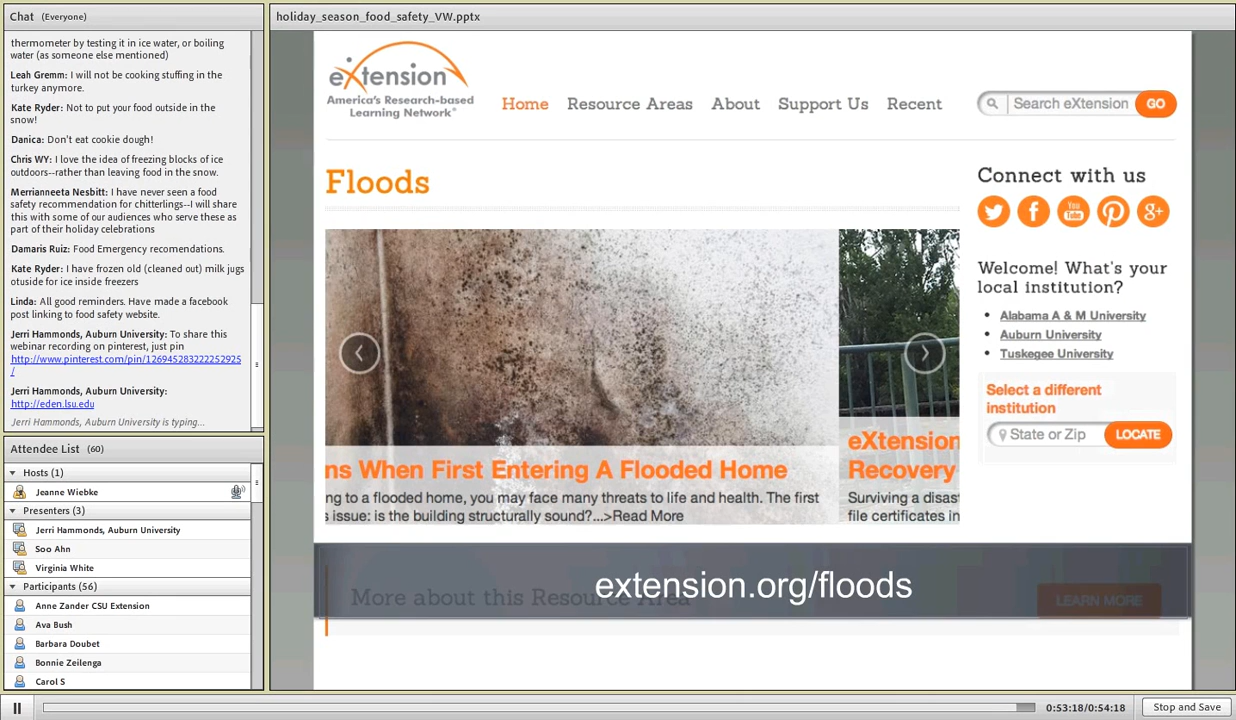 Chat (Everyone)
thermometer by testing it in ice water, or boiling
water (as someone else mentioned)
Leah Gremm: I will not be cooking stuffing in the
turkey anymore.
Kate Ryder: Not to put your food outside in the
snow!
Danica: Don't eat cookie dough!
Chris WY: I love the idea of freezing blocks of ice
outdoors--rather than leaving food in the snow.
Merrianneeta Nesbitt: I have never seen a food
safety recommendation for chitterlings--I will share
this with some of our audiences who serve these as
part of their holiday celebrations
Damaris Ruiz: Food Emergency recomendations.
Kate Ryder: I have frozen old (cleaned out) milk jugs
otuside for ice inside freezers
Linda: All good reminders. Have made a facebook
post linking to food safety website.
Jerri Hammonds, Auburn University: To share this
webinar recording on pinterest, just pin
http://www.pinterest.com/pin/126945283222252925
/
Jerri Hammonds, Auburn University:
http://eden.lsu.edu
Jerri Hammonds, Auburn University is typing...
Attendee List (60)
Hosts (1)
Jeanne Wiebke
Presenters (3)
Jerri Hammonds, Auburn University
Soo Ahn
Virginia White
Participants (56)
Anne Zander CSU Extension
Ava Bush
Barbara Doubet
Bonnie Zeilenga
Carol S
holiday_season_food_safety_VW.pptx
eXtension
America's Research-based
Learning Network
Home Resource Areas About Support Us Recent
Search eXtension GO
Floods
ns When First Entering A Flooded Home
ng to a flooded home, you may face many threats to life and health. The first
s issue: is the building structurally sound?...>Read More
eXtension
Recovery
Surviving a disas
file certificates in
Connect with us
You
Tube
g+
Welcome! What's your
local institution?
Alabama A & M University
Auburn University
Tuskegee University
Select a different
institution
State or Zip LOCATE
More about this Resource Area
extension.org/floods
LEARN MORE
0:53:18/0:54:18
Stop and Save